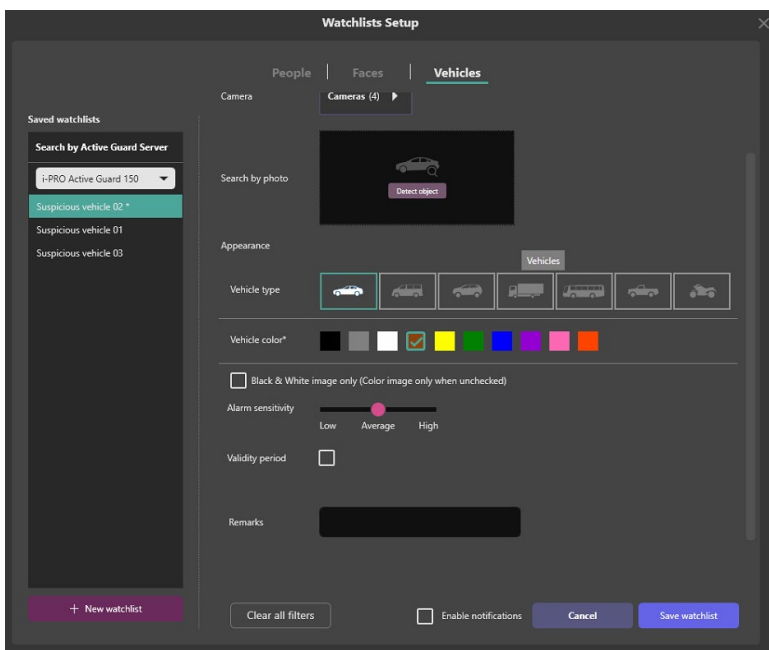 Watchlists Setup
People
Faces
Vehicles
Camera
Cameras (4)
Saved watchlists
Search by Active Guard Server
i-PRO Active Guard 150
Suspicious vehicle 02 *
Suspicious vehicle 01
Suspicious vehicle 03
Search by photo
Detect object
Appearance
Vehicles
Vehicle type
Vehicle color*
Black & White image only (Color image only when unchecked)
Alarm sensitivity
Low Average High
Validity period
Remarks
+ New watchlist
Clear all filters
Enable notifications
Cancel
Save watchlist